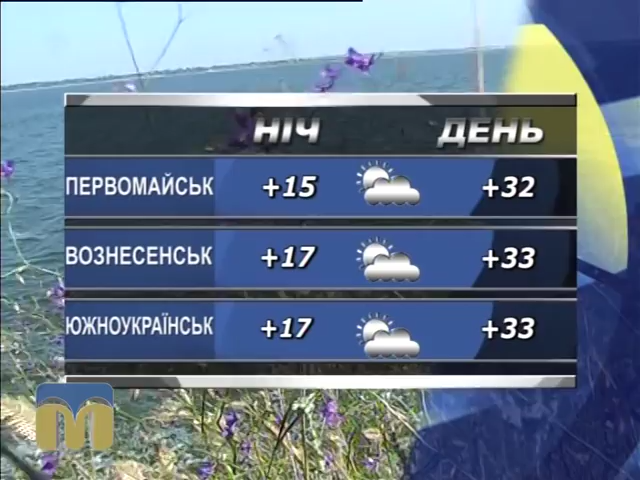 НІЧ ДЕНЬ
ПЕРВОМАЙСЬК +15 +32
ВОЗНЕСЕНСЬК +17 +33
ЮЖНОУКРАЇНСЬК +17 +33